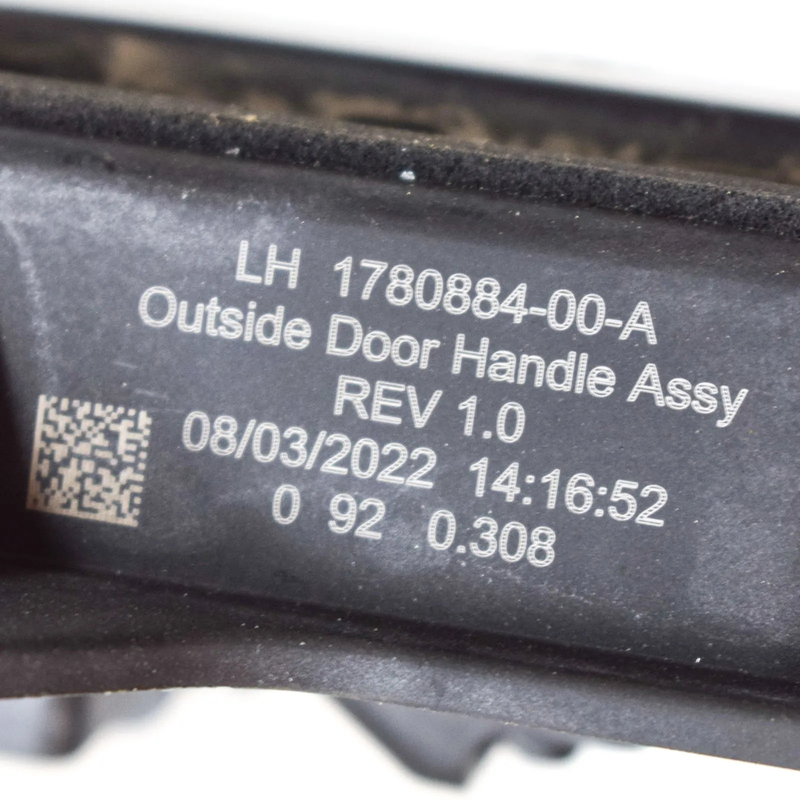 LH 1780884-00-A
Outside Door Handle Assy
REV 1.0
08/03/2022 14:16:52
0 92 0.308